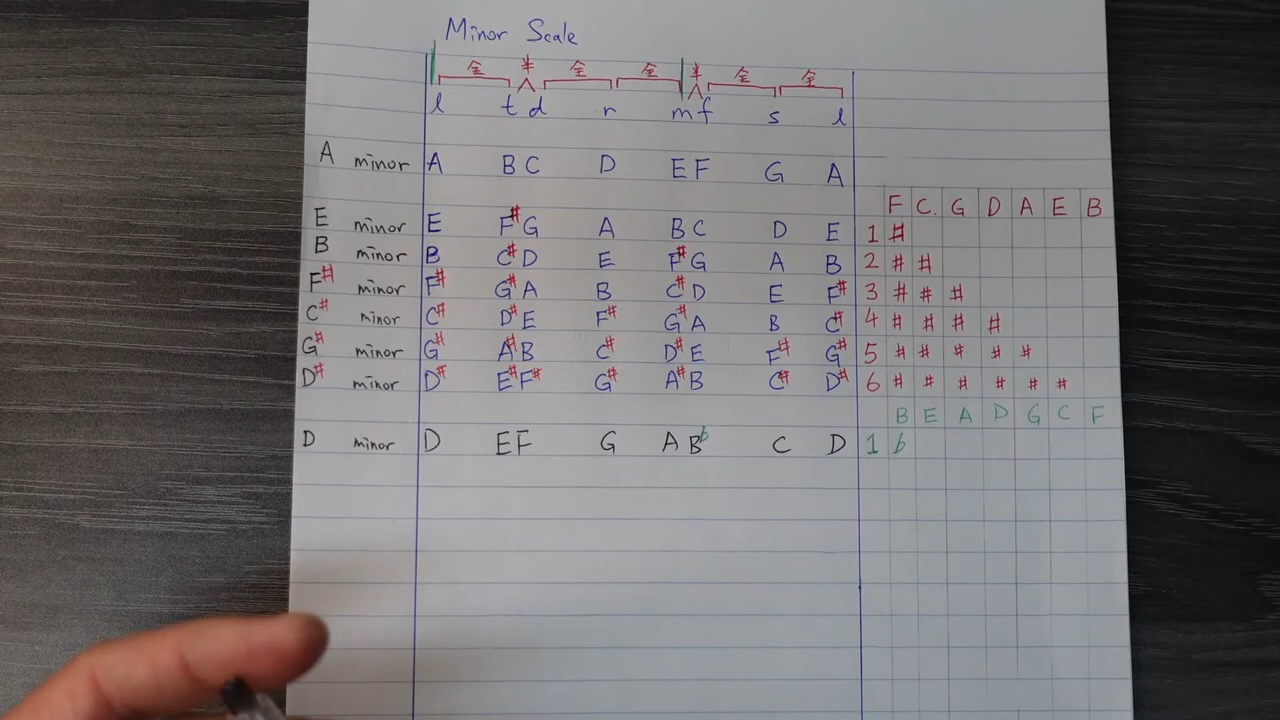 Minor Scale
全 半 全 全 半 全 全
l t d r m f s l
A minor A B C D E F G A
F C. G D A E B
E minor E F# G A B C D E 1 #
B minor B C# D E F# G A B 2 # #
F# minor F# G# A B C# D E F# 3 # # #
C# minor C# D# E F# G# A B C# 4 # # # #
G# minor G# A# B C# D# E F# G# 5 # # # # #
D# minor D# E# F# G# A# B C# D# 6 # # # # # #
B E A D G C F
D minor D E F G A B♭ C D 1 ♭